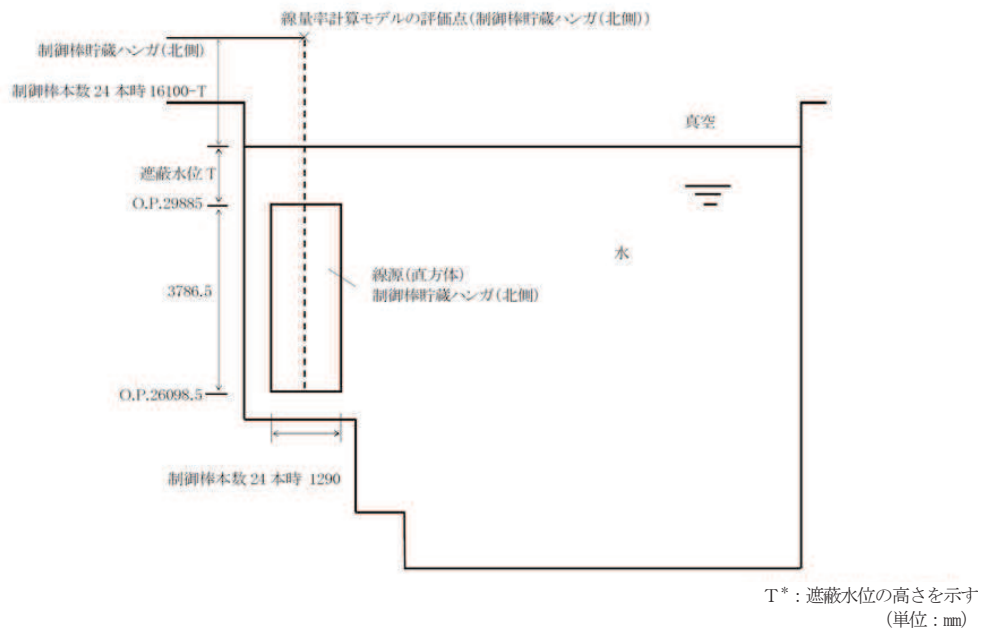 線量率計算モデルの評価点(制御棒貯蔵ハンガ(北側))
制御棒貯蔵ハンガ(北側)
制御棒本数 24 本時 16100-T
真空
遮蔽水位 T
O.P.29885
水
線源(直方体)
制御棒貯蔵ハンガ(北側)
3786.5
O.P.26098.5
制御棒本数 24 本時 1290
T*:遮蔽水位の高さを示す
(単位:mm)